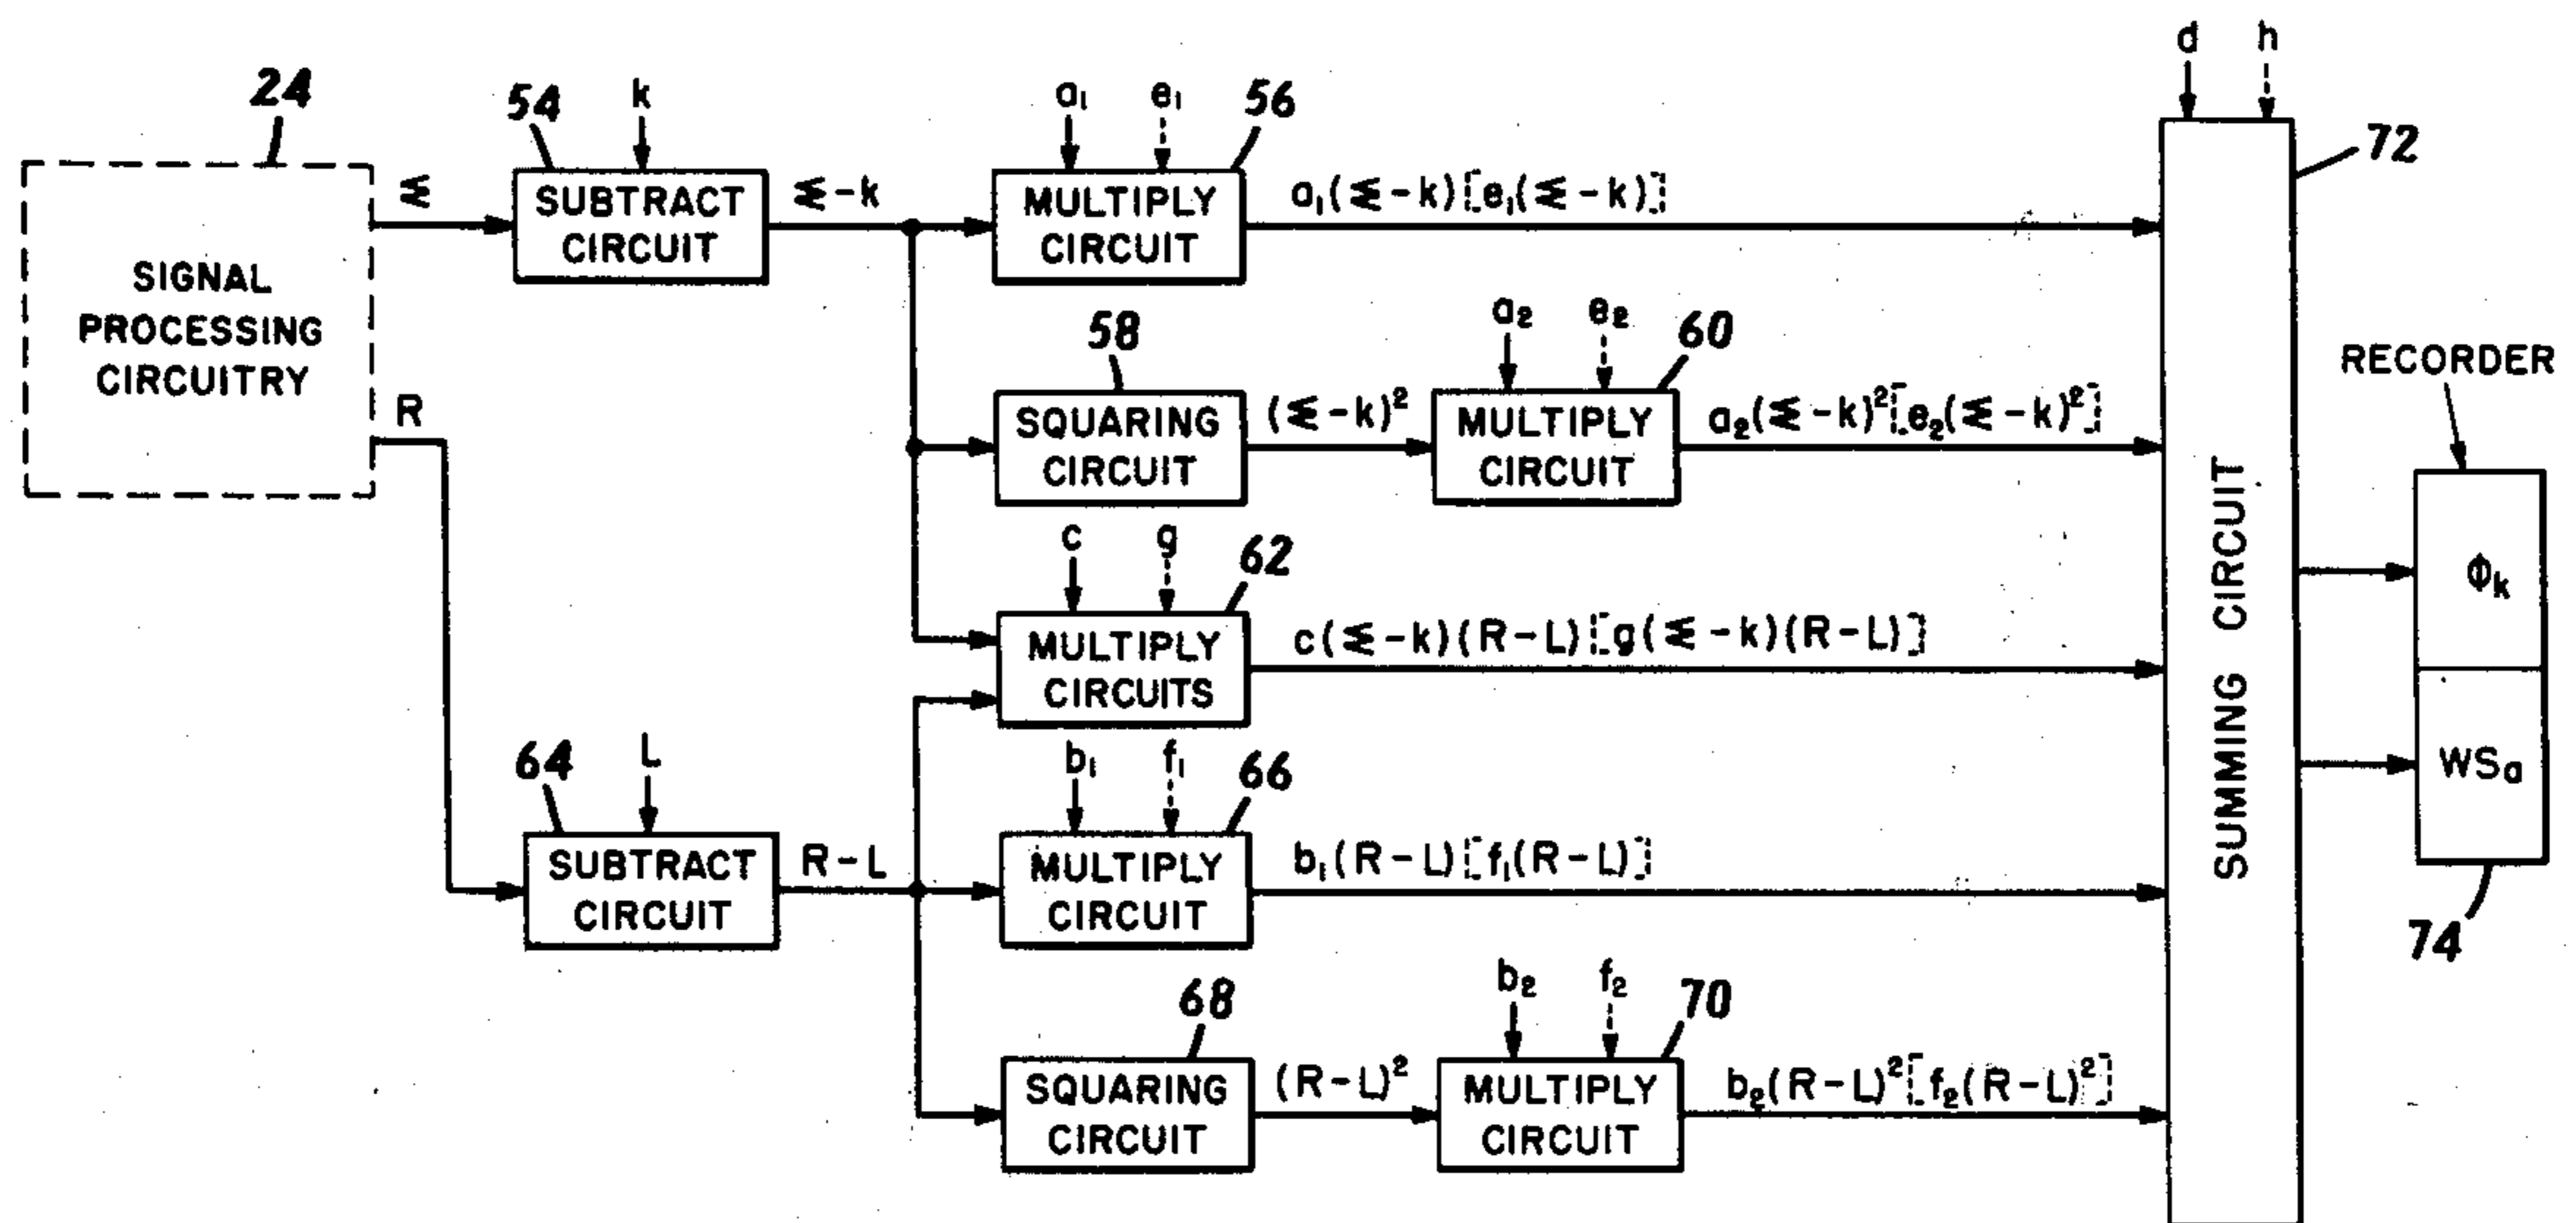 24
SIGNAL
PROCESSING
CIRCUITRY
Σ
R
54
k
SUBTRACT
CIRCUIT
Σ-k
a₁
e₁
56
MULTIPLY
CIRCUIT
a₁(Σ-k)[e₁(Σ-k)]
58
SQUARING
CIRCUIT
(Σ-k)²
a₂
e₂
60
MULTIPLY
CIRCUIT
a₂(Σ-k)²[e₂(Σ-k)²]
c
g
62
MULTIPLY
CIRCUITS
c(Σ-k)(R-L)[g(Σ-k)(R-L)]
64
L
SUBTRACT
CIRCUIT
R-L
b₁
f₁
66
MULTIPLY
CIRCUIT
b₁(R-L)[f₁(R-L)]
68
SQUARING
CIRCUIT
(R-L)²
b₂
f₂
70
MULTIPLY
CIRCUIT
b₂(R-L)²[f₂(R-L)²]
d
h
72
SUMMING CIRCUIT
RECORDER
Φk
WSa
74